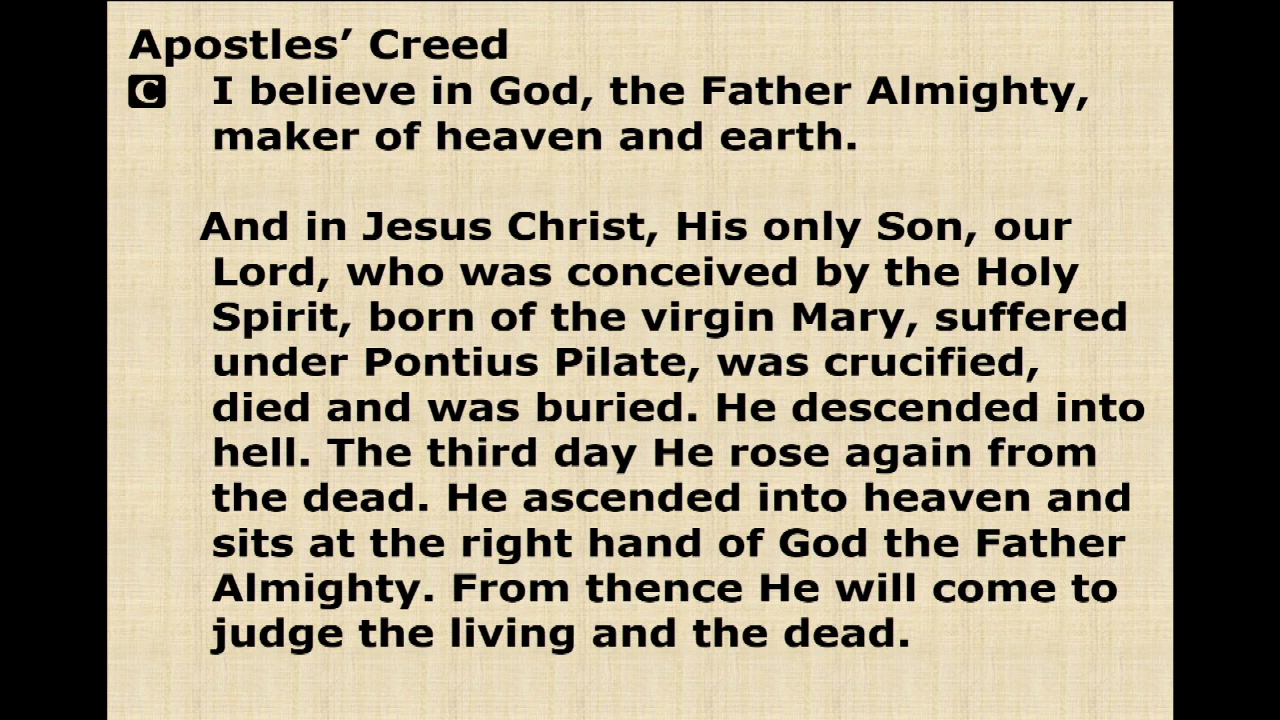 Apostles’ Creed
C I believe in God, the Father Almighty,
maker of heaven and earth.
And in Jesus Christ, His only Son, our
Lord, who was conceived by the Holy
Spirit, born of the virgin Mary, suffered
under Pontius Pilate, was crucified,
died and was buried. He descended into
hell. The third day He rose again from
the dead. He ascended into heaven and
sits at the right hand of God the Father
Almighty. From thence He will come to
judge the living and the dead.